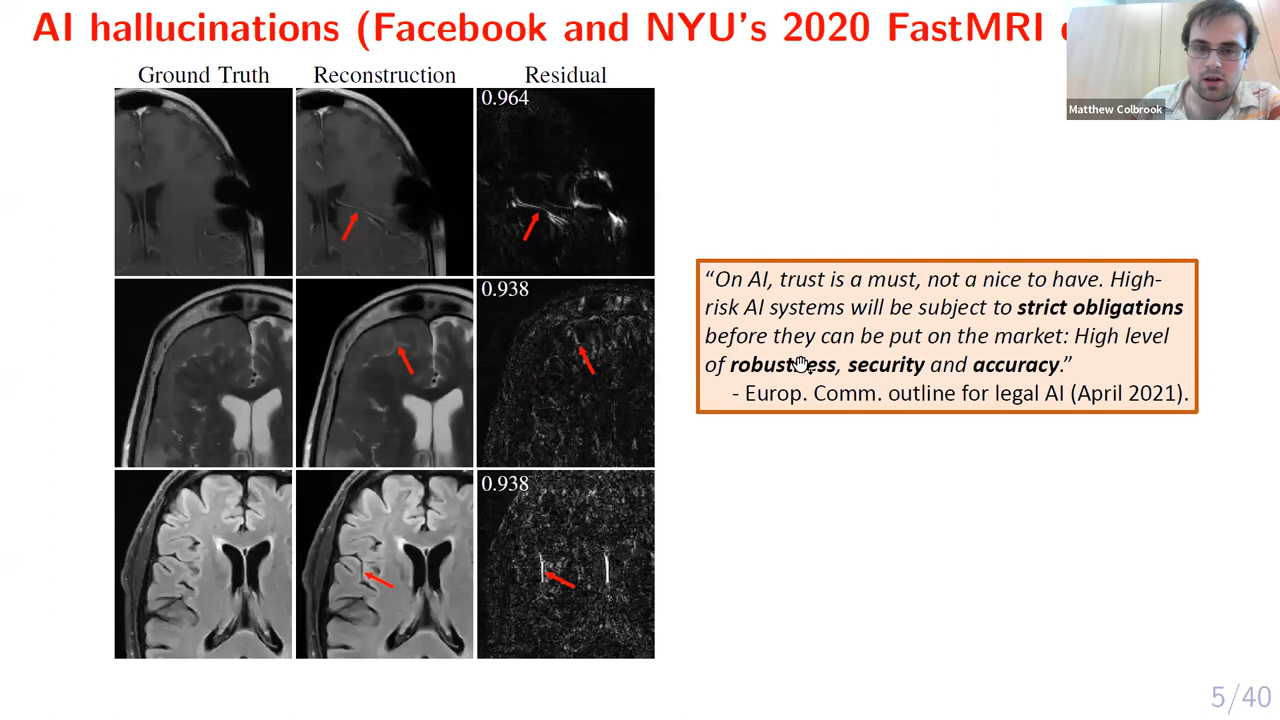 AI hallucinations (Facebook and NYU's 2020 FastMRI
Matthew Colbrook
Ground Truth Reconstruction Residual
0.964
0.938
0.938
“On AI, trust is a must, not a nice to have. High-
risk AI systems will be subject to strict obligations
before they can be put on the market: High level
of robustness, security and accuracy.”
- Europ. Comm. outline for legal AI (April 2021).
5/40